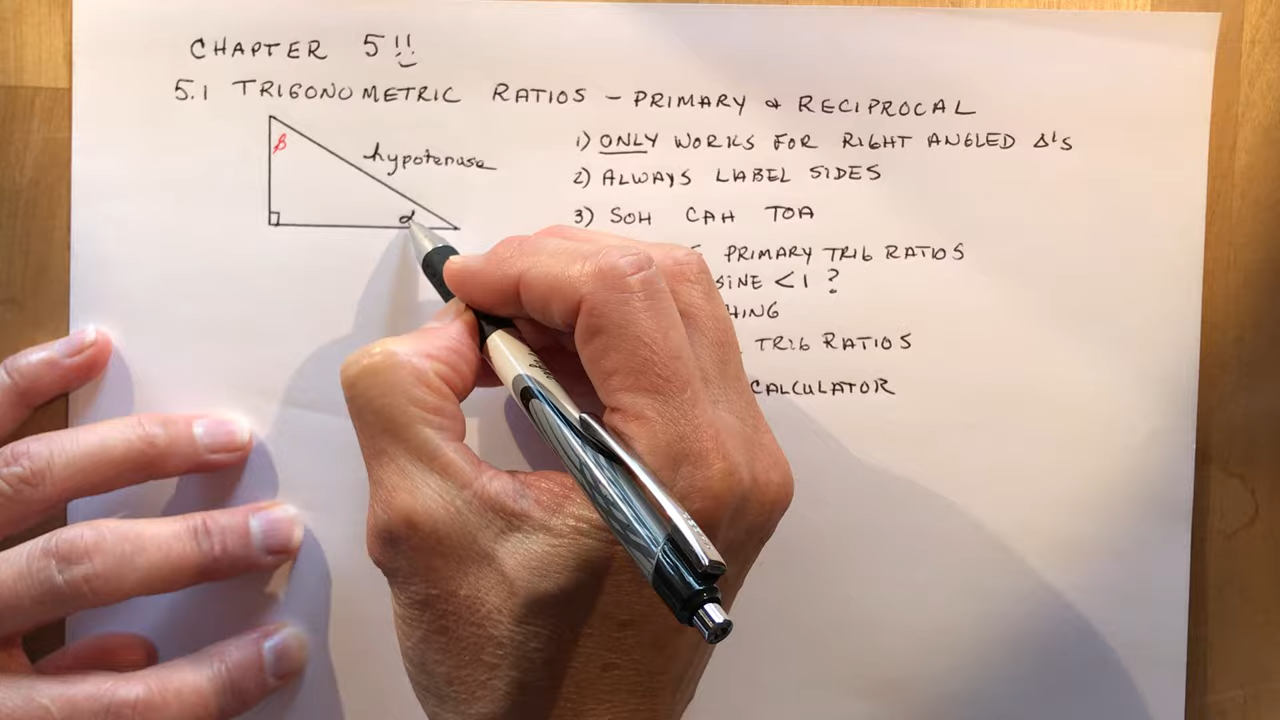 CHAPTER 5!!
5.1 TRIGONOMETRIC RATIOS – PRIMARY & RECIPROCAL
β
hypotenuse
α
1) ONLY WORKS FOR RIGHT ANGLED Δ's
2) ALWAYS LABEL SIDES
3) SOH CAH TOA
PRIMARY TRIG RATIOS
SINE < 1 ?
TRIG RATIOS
CALCULATOR